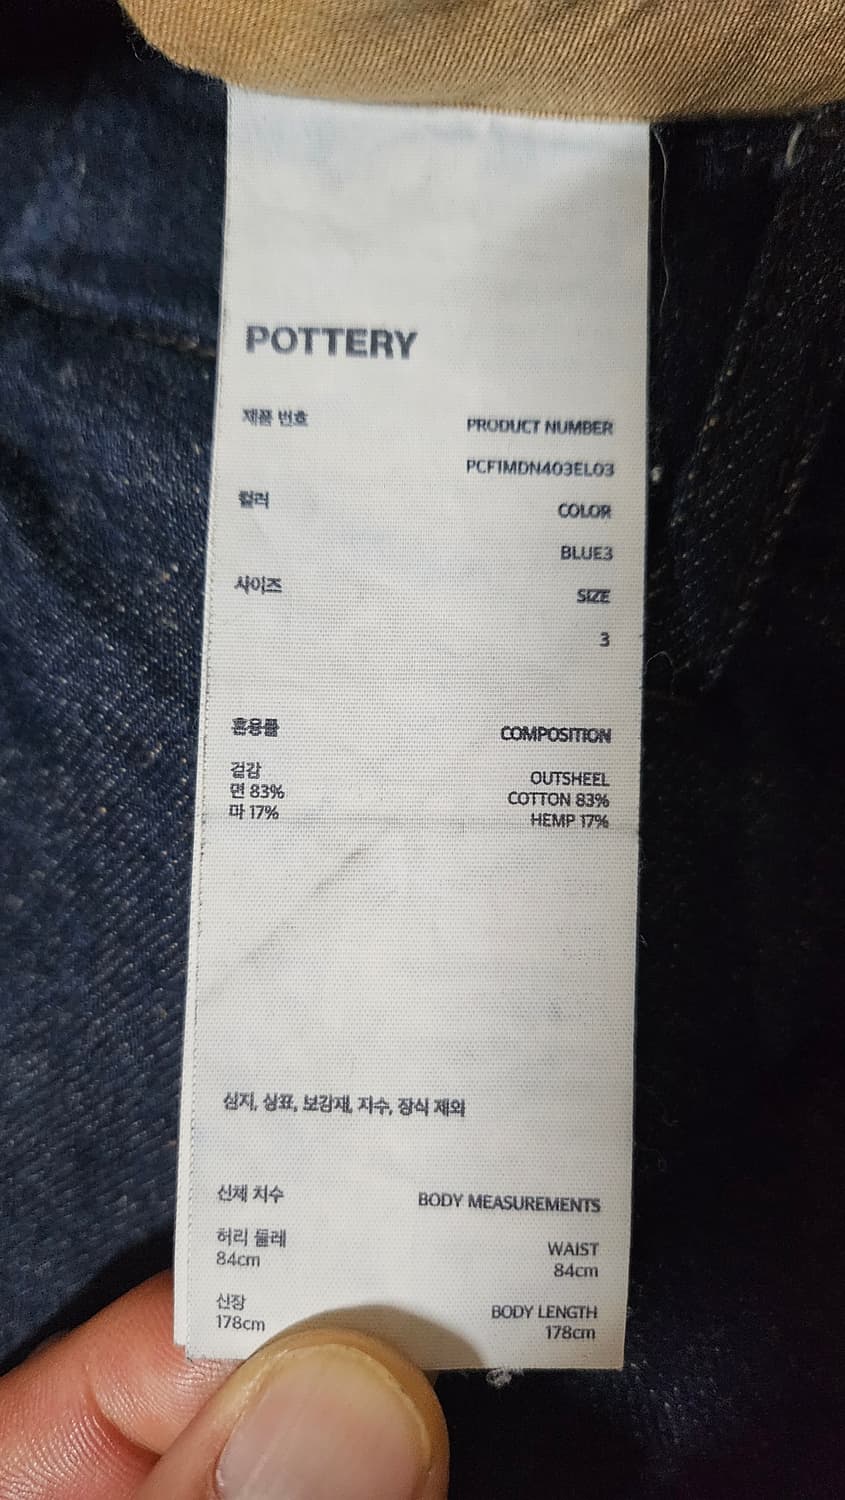 POTTERY
제품 번호 PRODUCT NUMBER
PCF1MDN403EL03
컬러 COLOR
BLUE3
사이즈 SIZE
3
혼용률 COMPOSITION
겉감 OUTSHEEL
면 83% COTTON 83%
마 17% HEMP 17%
심지, 상표, 보강재, 자수, 장식 제외
신체 치수 BODY MEASUREMENTS
허리 둘레 WAIST
84cm 84cm
신장 BODY LENGTH
178cm 178cm